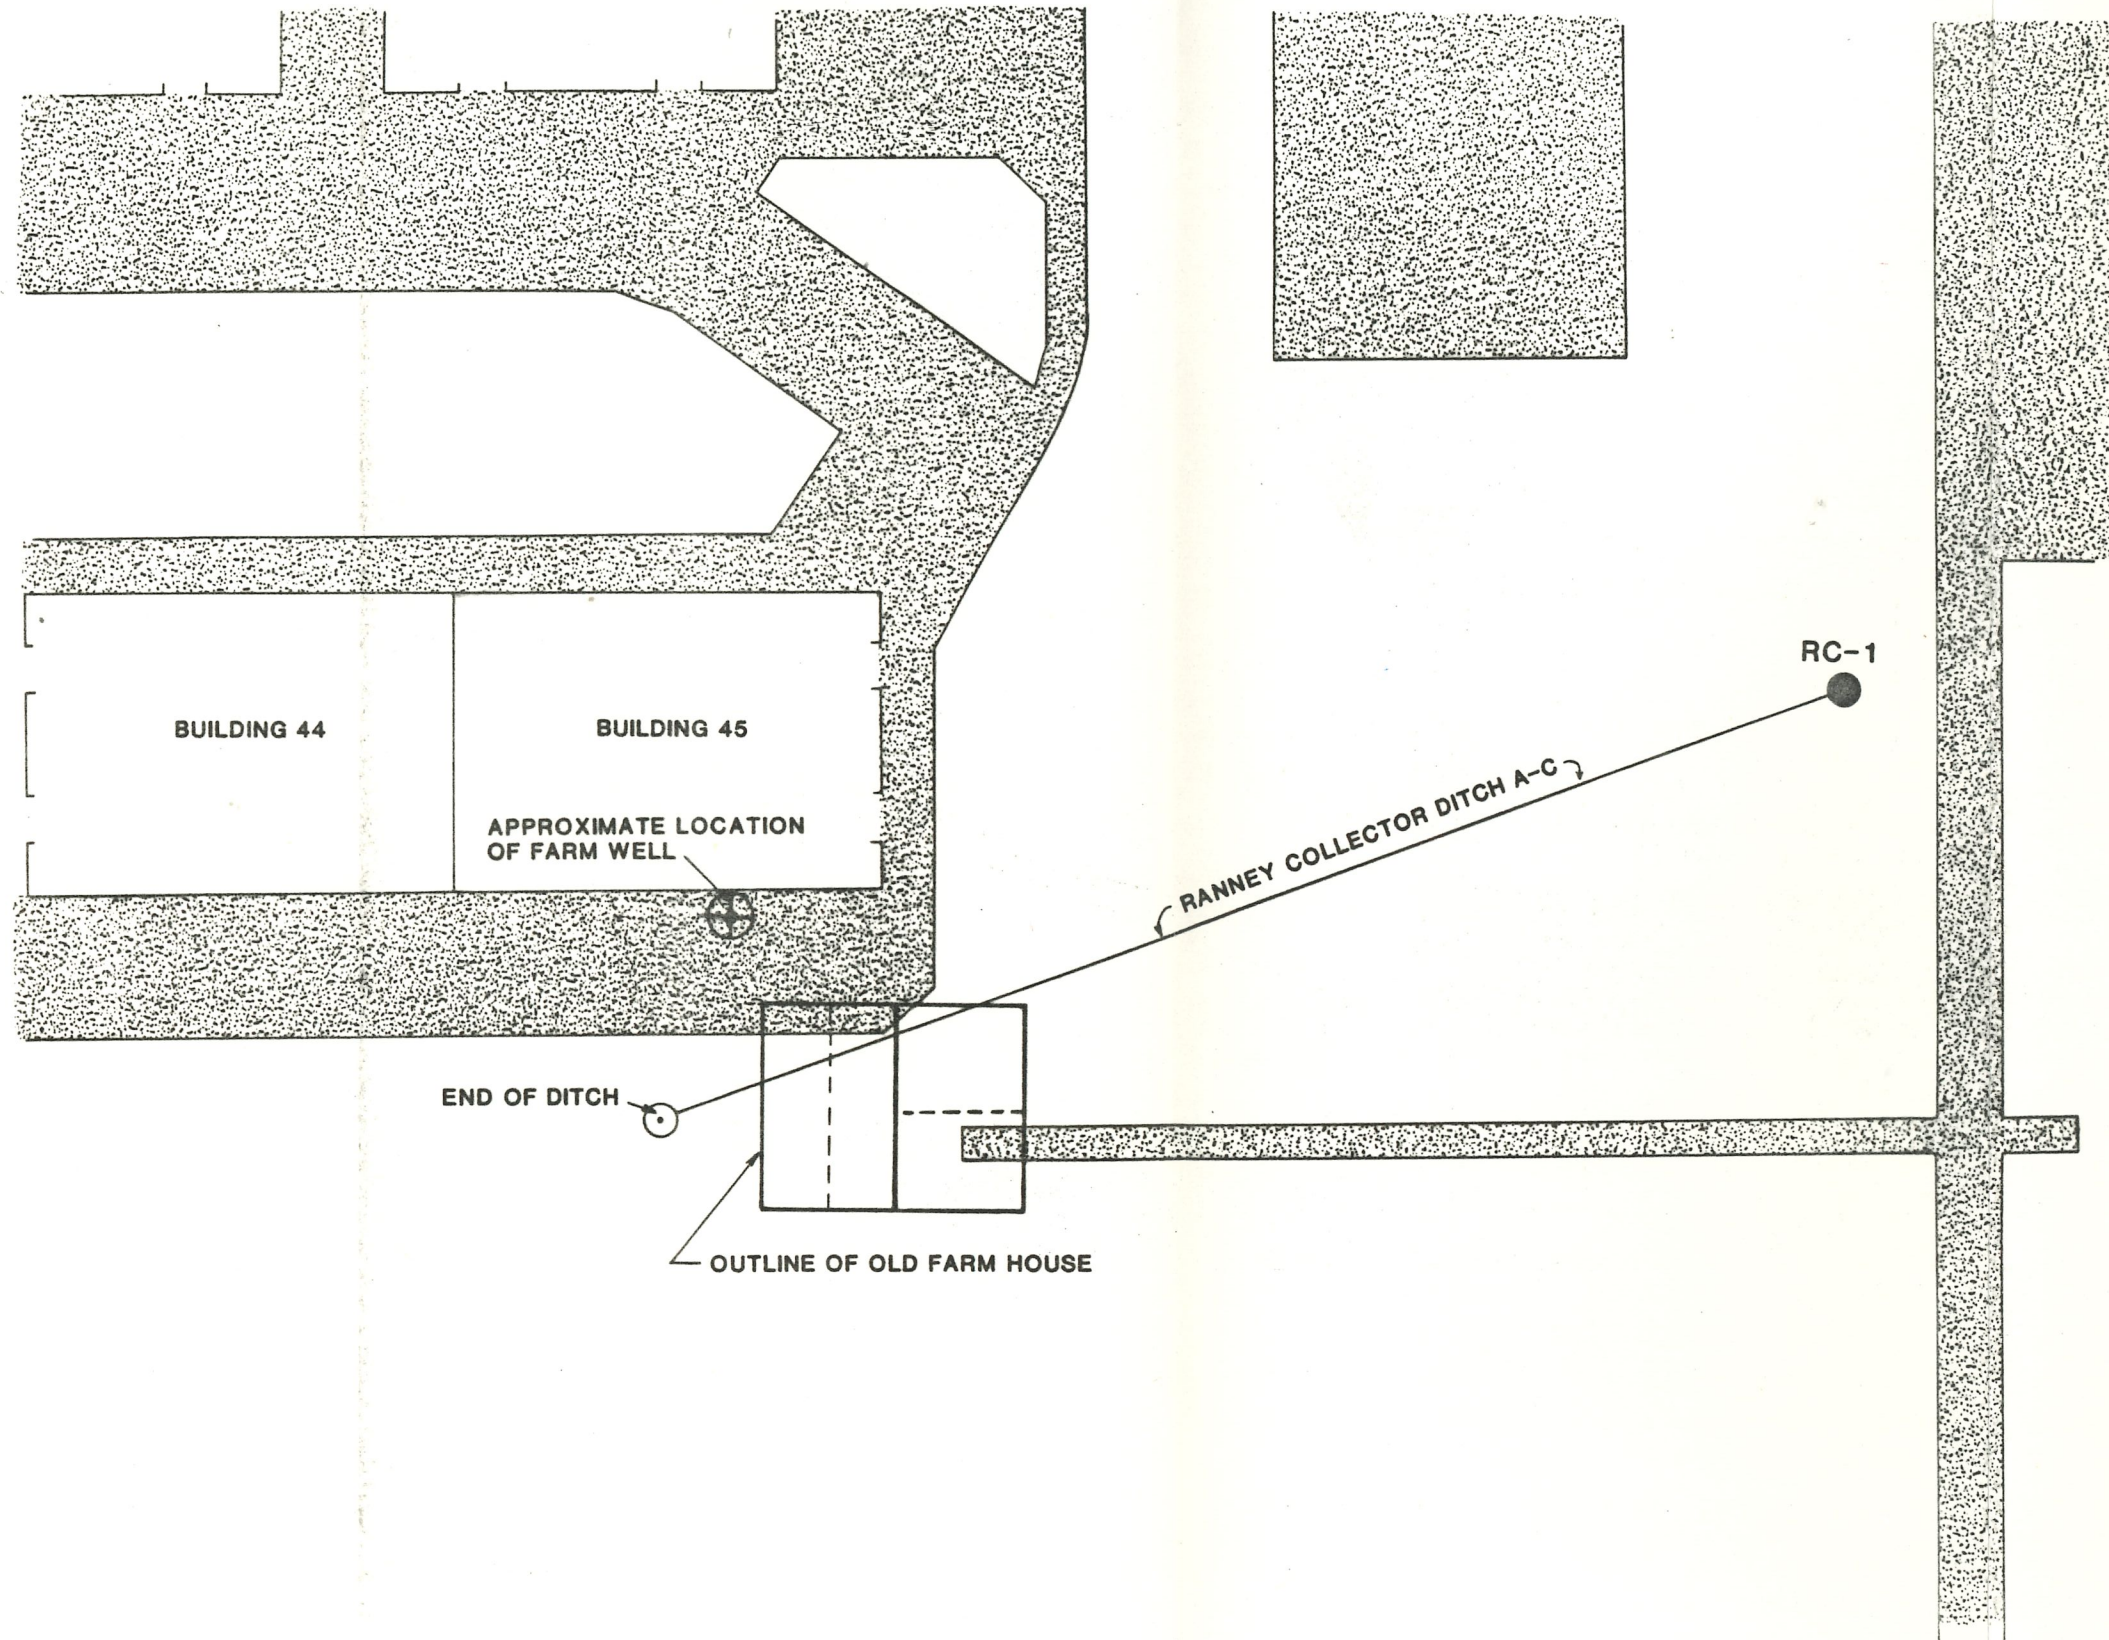 RC-1
BUILDING 44
BUILDING 45
RANNEY COLLECTOR DITCH A-C
APPROXIMATE LOCATION
OF FARM WELL
END OF DITCH
OUTLINE OF OLD FARM HOUSE